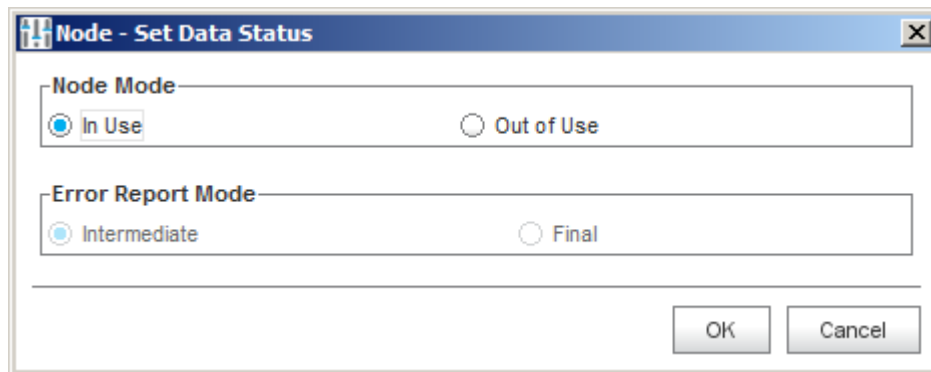 Node - Set Data Status
Node Mode
In Use Out of Use
Error Report Mode
Intermediate Final
OK Cancel